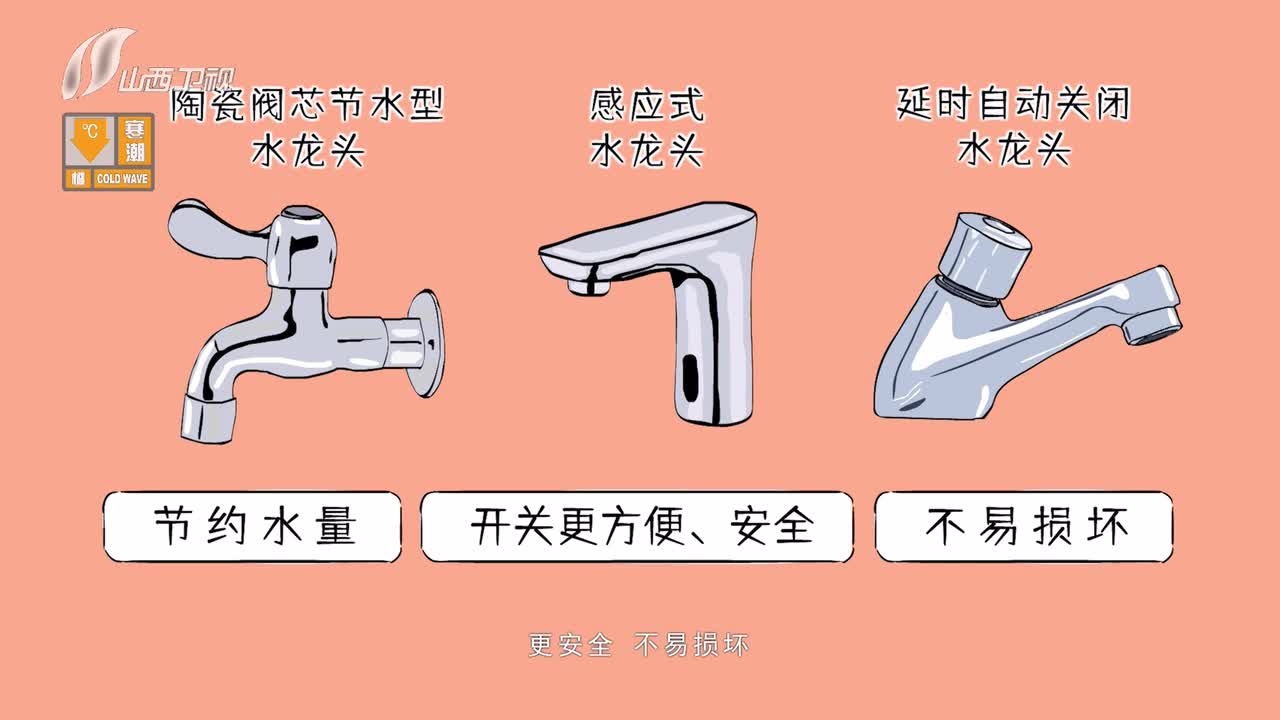 山西卫视
陶瓷阀芯节水型
水龙头
感应式
水龙头
延时自动关闭
水龙头
℃
寒潮
橙
COLD WAVE
节约水量
开关更方便、安全
不易损坏
更安全 不易损坏